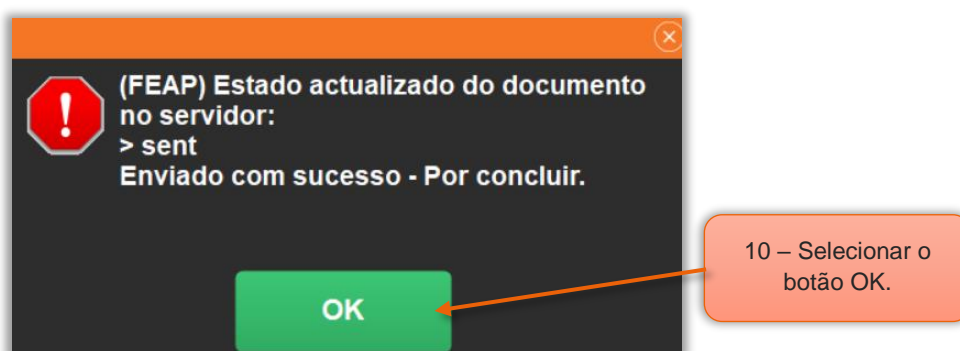 (FEAP) Estado actualizado do documento
no servidor:
> sent
Enviado com sucesso - Por concluir.
OK
10 – Selecionar o
botão OK.